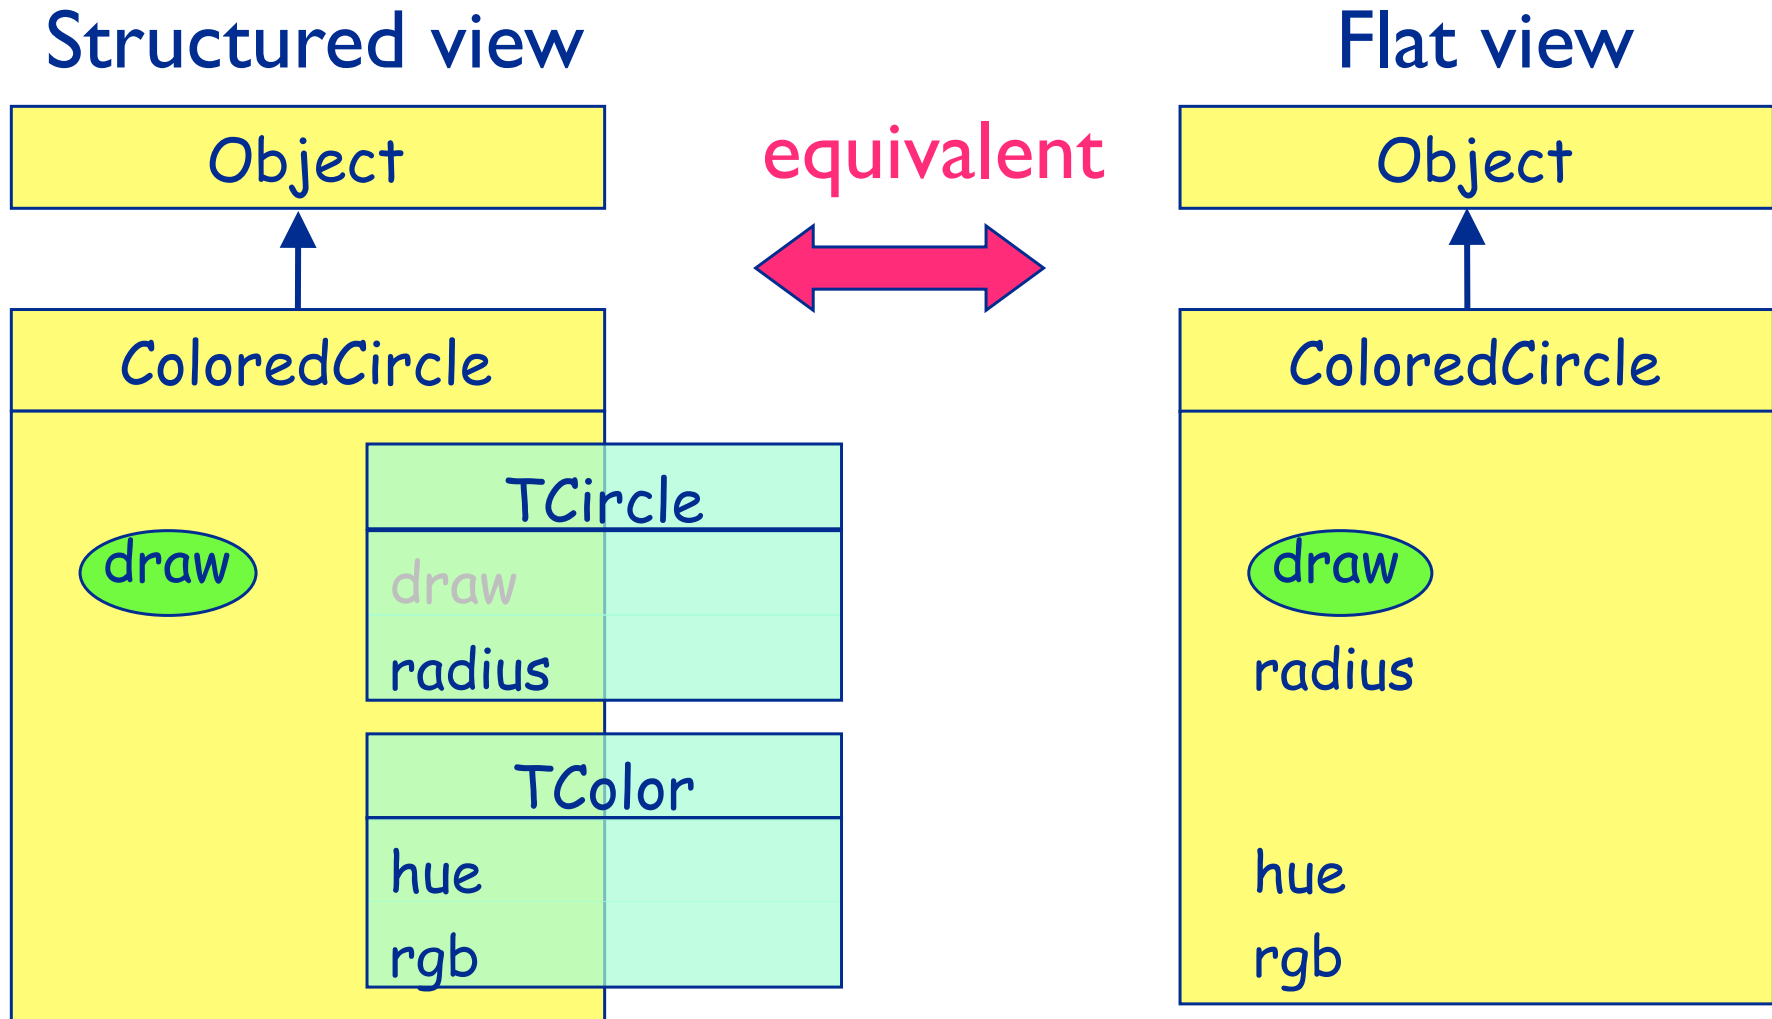 Structured view
Flat view
equivalent
Object
ColoredCircle
draw
TCircle
draw
radius
TColor
hue
rgb
Object
ColoredCircle
draw
radius
hue
rgb